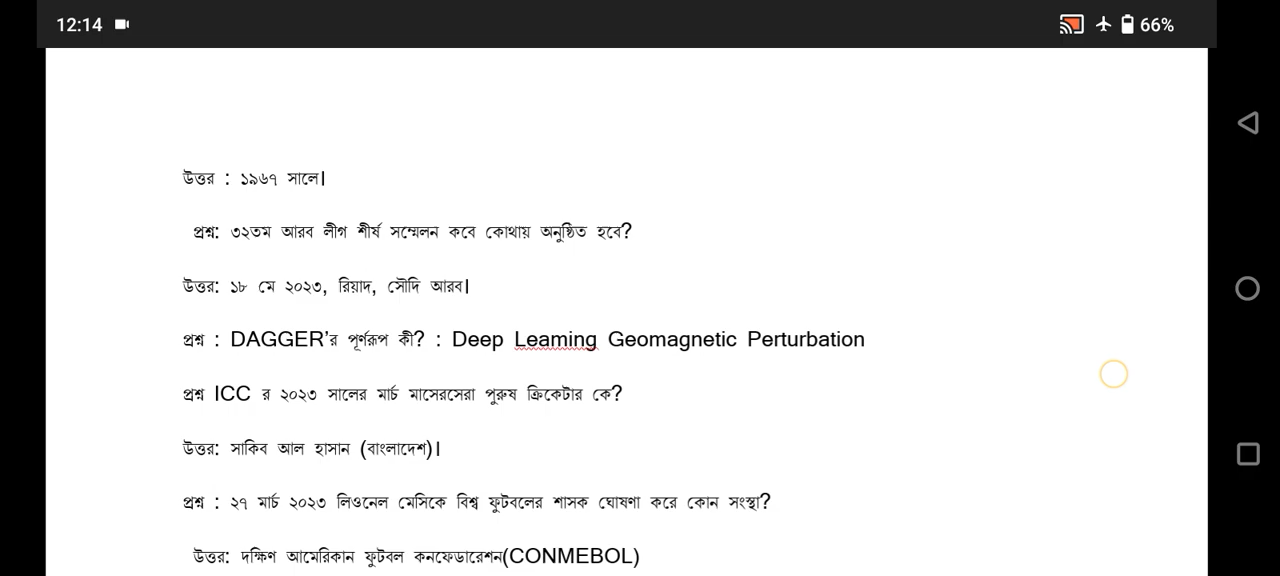 12:14
66%
উত্তর : ১৯৬৭ সালে।
প্রশ্ন: ৩২তম আরব লীগ শীর্ষ সম্মেলন কবে কোথায় অনুষ্ঠিত হবে?
উত্তর: ১৮ মে ২০২৩, রিয়াদ, সৌদি আরব।
প্রশ্ন : DAGGER’র পূর্ণরূপ কী? : Deep Leaming Geomagnetic Perturbation
প্রশ্ন ICC র ২০২৩ সালের মার্চ মাসেরসেরা পুরুষ ক্রিকেটার কে?
উত্তর: সাকিব আল হাসান (বাংলাদেশ)।
প্রশ্ন : ২৭ মার্চ ২০২৩ লিওনেল মেসিকে বিশ্ব ফুটবলের শাসক ঘোষণা করে কোন সংস্থা?
উত্তর: দক্ষিণ আমেরিকান ফুটবল কনফেডারেশন(CONMEBOL)